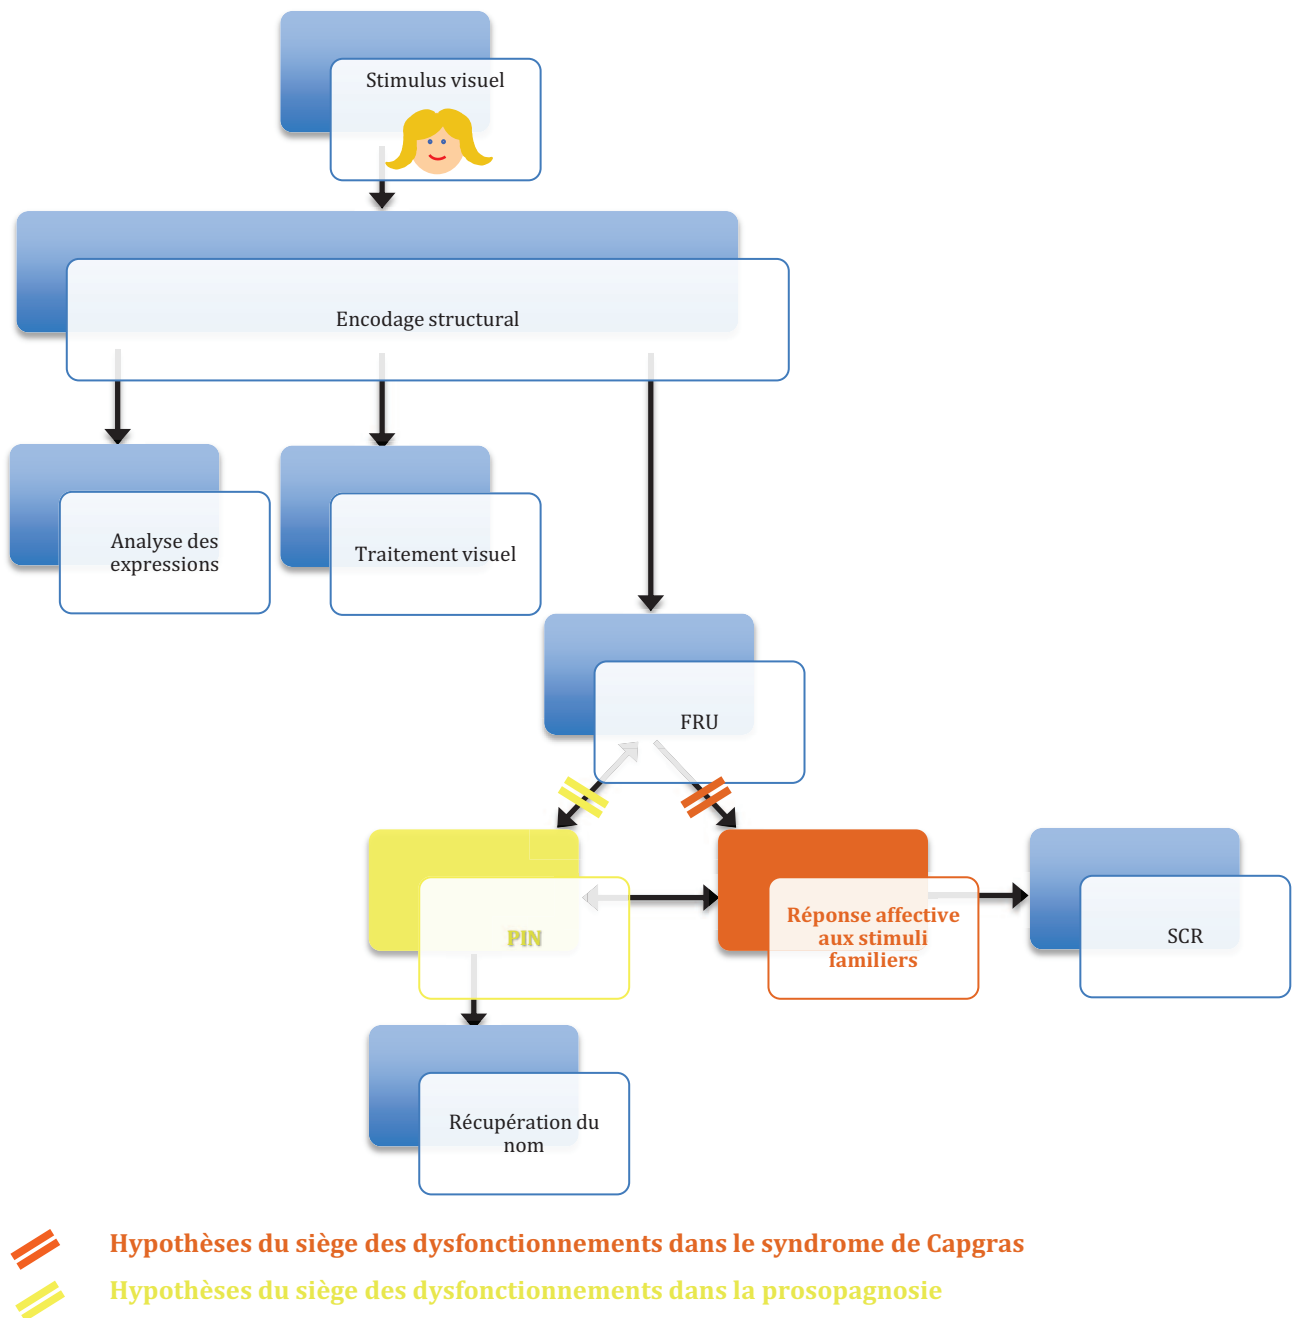 Stimulus visuel
Encodage structural
Analyse des
expressions
Traitement visuel
FRU
PIN
Réponse affective
aux stimuli
familiers
SCR
Récupération du
nom
Hypothèses du siège des dysfonctionnements dans le syndrome de Capgras
Hypothèses du siège des dysfonctionnements dans la prosopagnosie